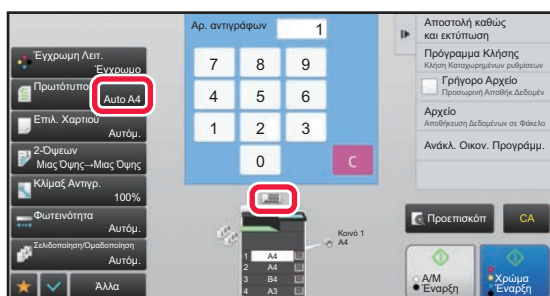 Αρ. αντιγράφων 1
Έγχρωμη Λειτ.
Έγχρωμο
Πρωτότυπο
Auto A4
Επιλ. Χαρτιού
Αυτόμ.
2-Όψεων
Μιας Όψης→Μιας Όψης
Κλίμαξ Αντιγρ.
100%
Φωτεινότητα
Αυτόμ.
Σελιδοποίηση/Ομαδοποίηση
Αυτόμ.
Άλλα
7 8 9
4 5 6
1 2 3
0 C
Κοινό 1
A4
1 A4
2 A4
3 B4
4 A3
Αποστολή καθώς
και εκτύπωση
Πρόγραμμα Κλήσης
Κλήση Καταχωρημένων ρυθμίσεων
Γρήγορο Αρχείο
Προσωρινή Αποθήκ Δεδομέν
Αρχείο
Αποθήκευση Δεδομένων σε Φάκελο
Ανάκλ. Οικον. Προγράμμ.
Προεπισκόπ CA
Α/Μ
Έναρξη
Χρώμα
Έναρξη